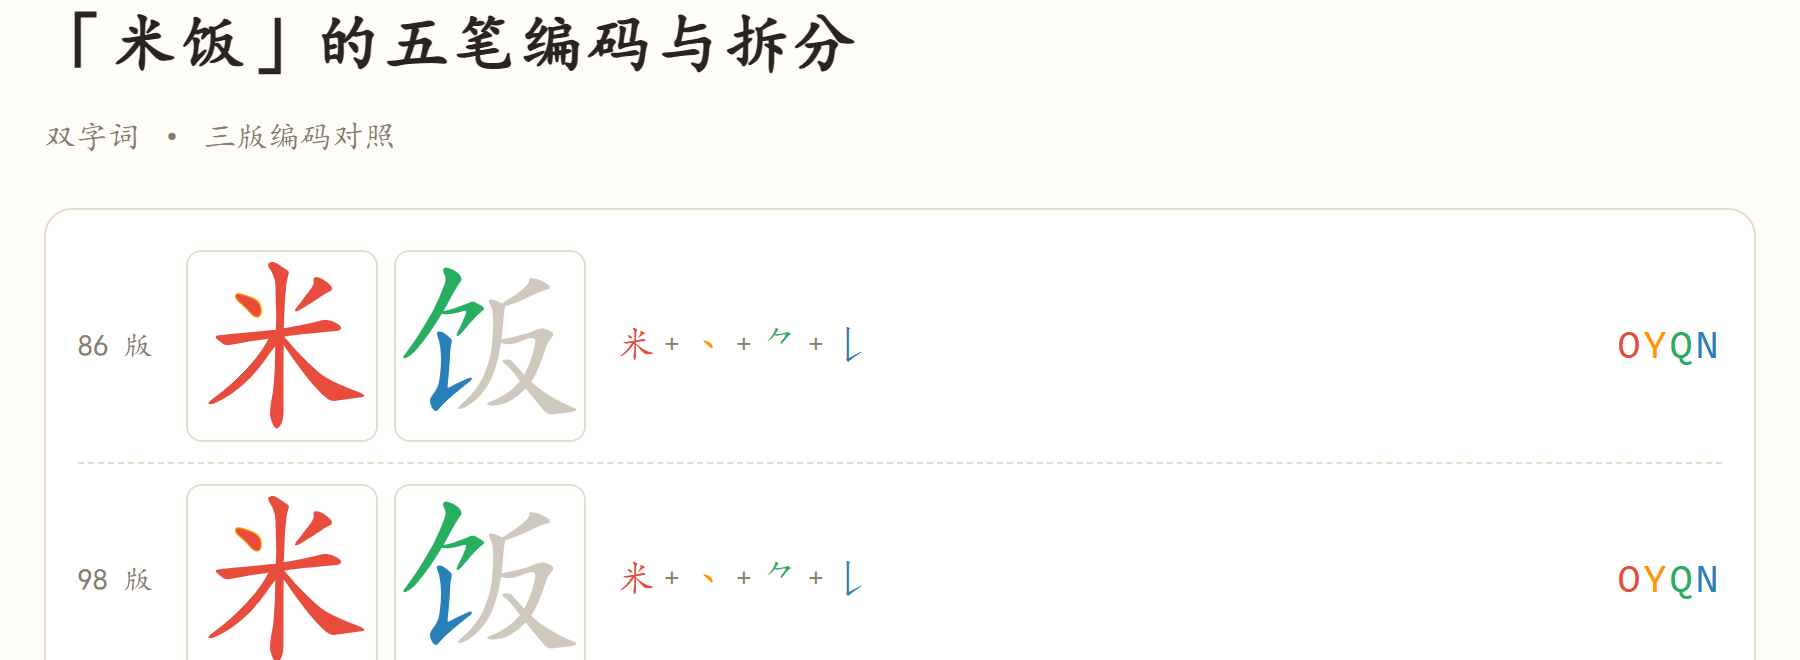 「米饭」的五笔编码与拆分
双字词 • 三版编码对照
86 版 米饭 米 + 丶 + 𠂊 + 𠄌 OYQN
98 版 米饭 米 + 丶 + 𠂊 + 𠄌 OYQN